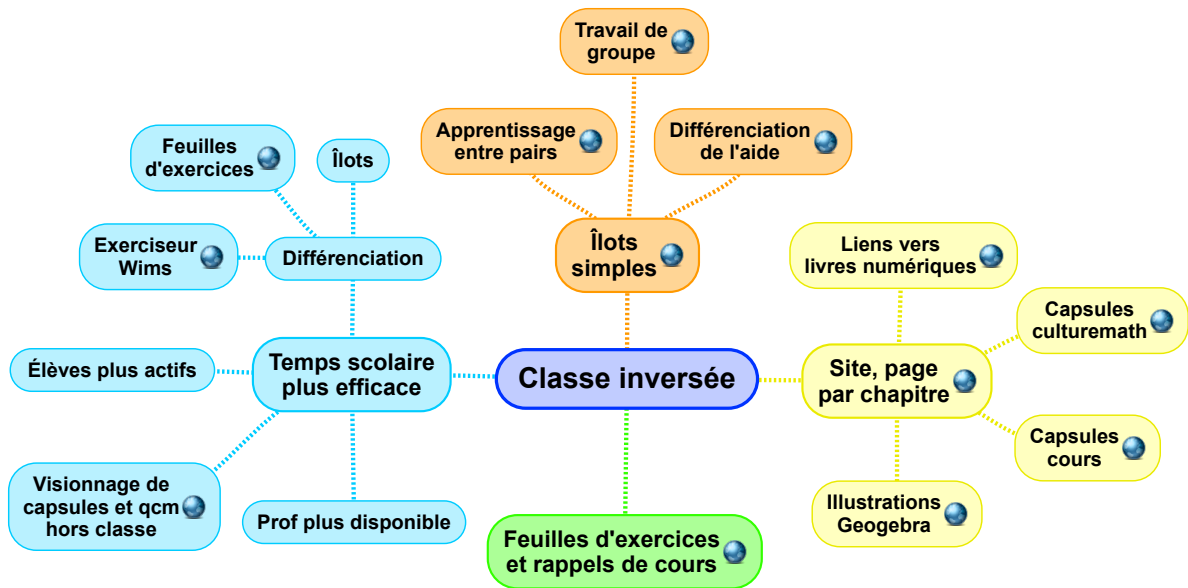 Travail de
groupe
Apprentissage
entre pairs
Différenciation
de l'aide
Feuilles
d'exercices
Îlots
Exerciseur
Wims
Différenciation
Îlots
simples
Liens vers
livres numériques
Capsules
culturemath
Élèves plus actifs
Temps scolaire
plus efficace
Classe inversée
Site, page
par chapitre
Capsules
cours
Visionnage de
capsules et qcm
hors classe
Prof plus disponible
Illustrations
Geogebra
Feuilles d'exercices
et rappels de cours